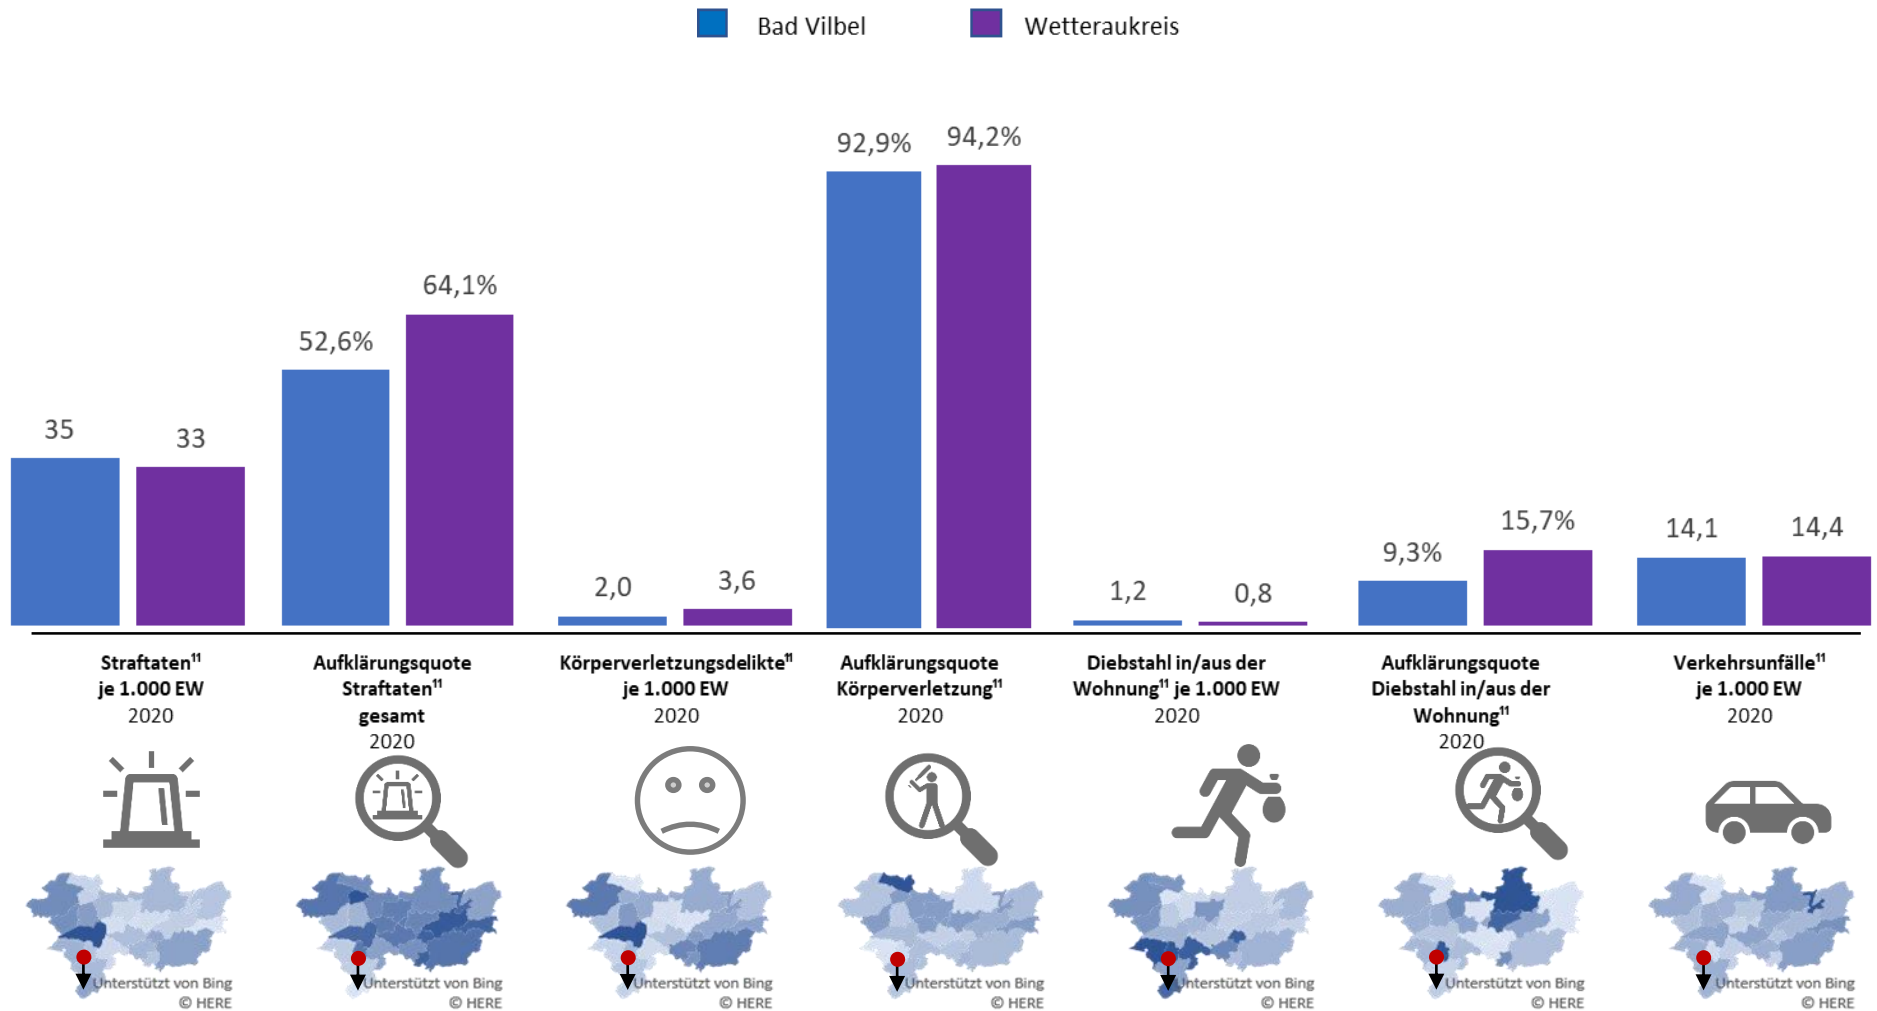 Bad Vilbel
Wetteraukreis
35
33
52,6%
64,1%
2,0
3,6
92,9%
94,2%
1,2
0,8
9,3%
15,7%
14,1
14,4
Straftaten¹¹
je 1.000 EW
2020
Aufklärungsquote
Straftaten¹¹
gesamt
2020
Körperverletzungsdelikte¹¹
je 1.000 EW
2020
Aufklärungsquote
Körperverletzung¹¹
2020
Diebstahl in/aus der
Wohnung¹¹ je 1.000 EW
2020
Aufklärungsquote
Diebstahl in/aus der
Wohnung¹¹
2020
Verkehrsunfälle¹¹
je 1.000 EW
2020
Unterstützt von Bing
© HERE
Unterstützt von Bing
© HERE
Unterstützt von Bing
© HERE
Unterstützt von Bing
© HERE
Unterstützt von Bing
© HERE
Unterstützt von Bing
© HERE
Unterstützt von Bing
© HERE